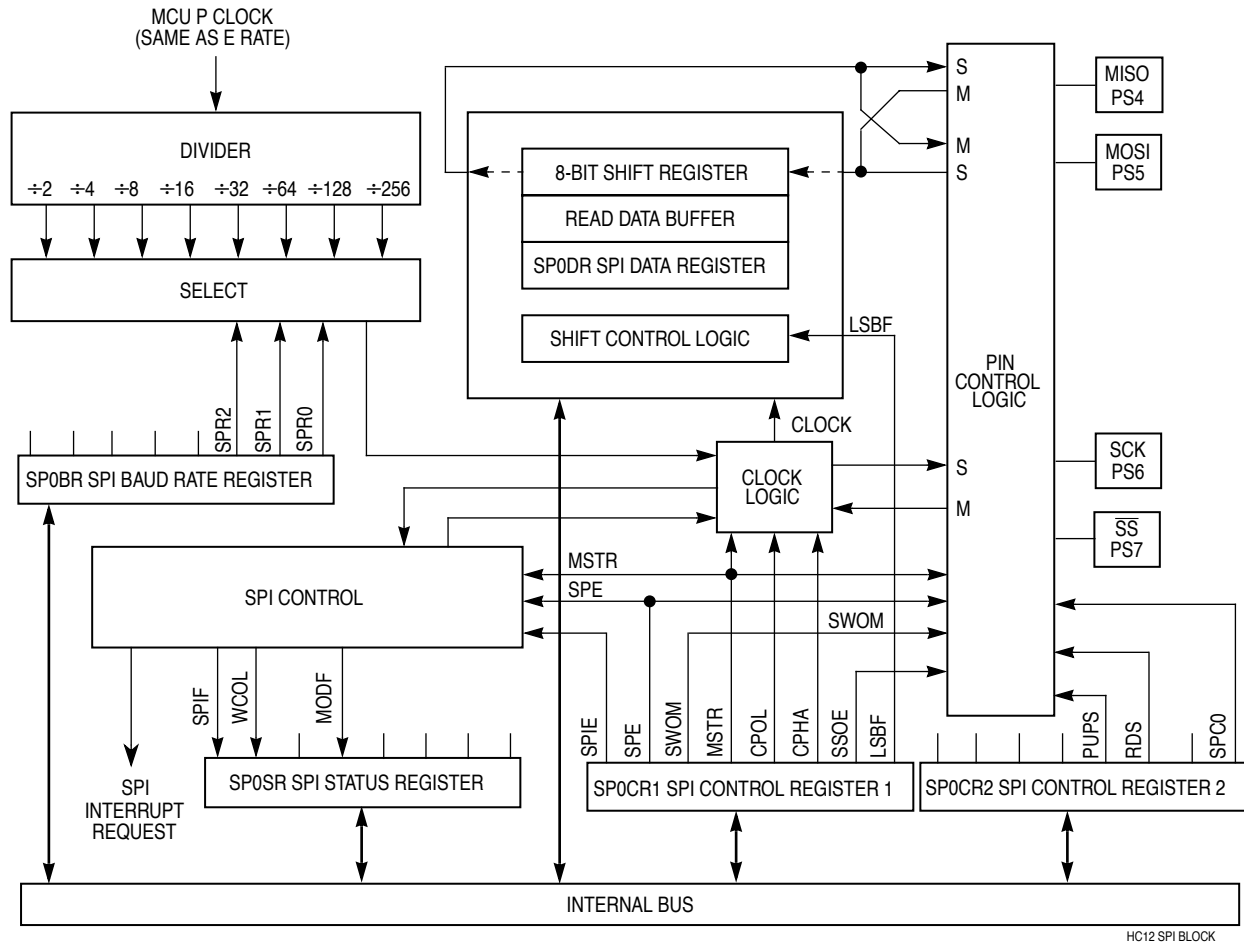 MCU P CLOCK
(SAME AS E RATE)
DIVIDER
÷2 ÷4 ÷8 ÷16 ÷32 ÷64 ÷128 ÷256
SELECT
SPR2
SPR1
SPR0
SP0BR SPI BAUD RATE REGISTER
8-BIT SHIFT REGISTER
READ DATA BUFFER
SP0DR SPI DATA REGISTER
SHIFT CONTROL LOGIC
LSBF
CLOCK
CLOCK
LOGIC
S
M
M
S
PIN
CONTROL
LOGIC
S
M
MISO
PS4
MOSI
PS5
SCK
PS6
SS
PS7
SPI CONTROL
MSTR
SPE
SWOM
SPIF
WCOL
MODF
SPI
INTERRUPT
REQUEST
SP0SR SPI STATUS REGISTER
SPIE
SPE
SWOM
MSTR
CPOL
CPHA
SSOE
LSBF
SP0CR1 SPI CONTROL REGISTER 1
PUPS
RDS
SPC0
SP0CR2 SPI CONTROL REGISTER 2
INTERNAL BUS
HC12 SPI BLOCK